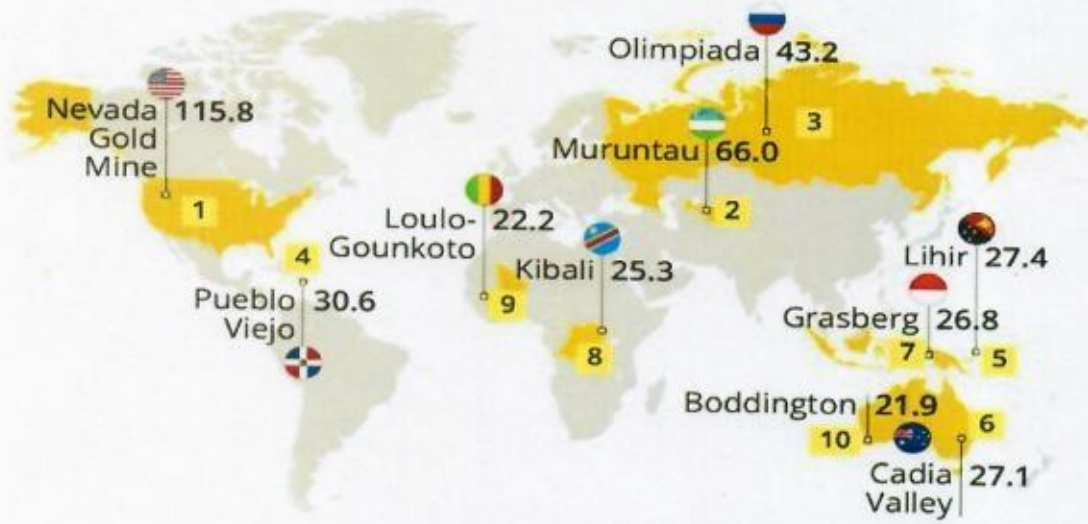 Olimpiada 43.2
3
Nevada 115.8
Gold
Mine
1
Muruntau 66.0
2
Loulo- 22.2
Gounkoto
9
Kibali 25.3
8
4
Pueblo 30.6
Viejo
Lihir 27.4
5
Grasberg 26.8
7
Boddington 21.9
10
6
Cadia 27.1
Valley